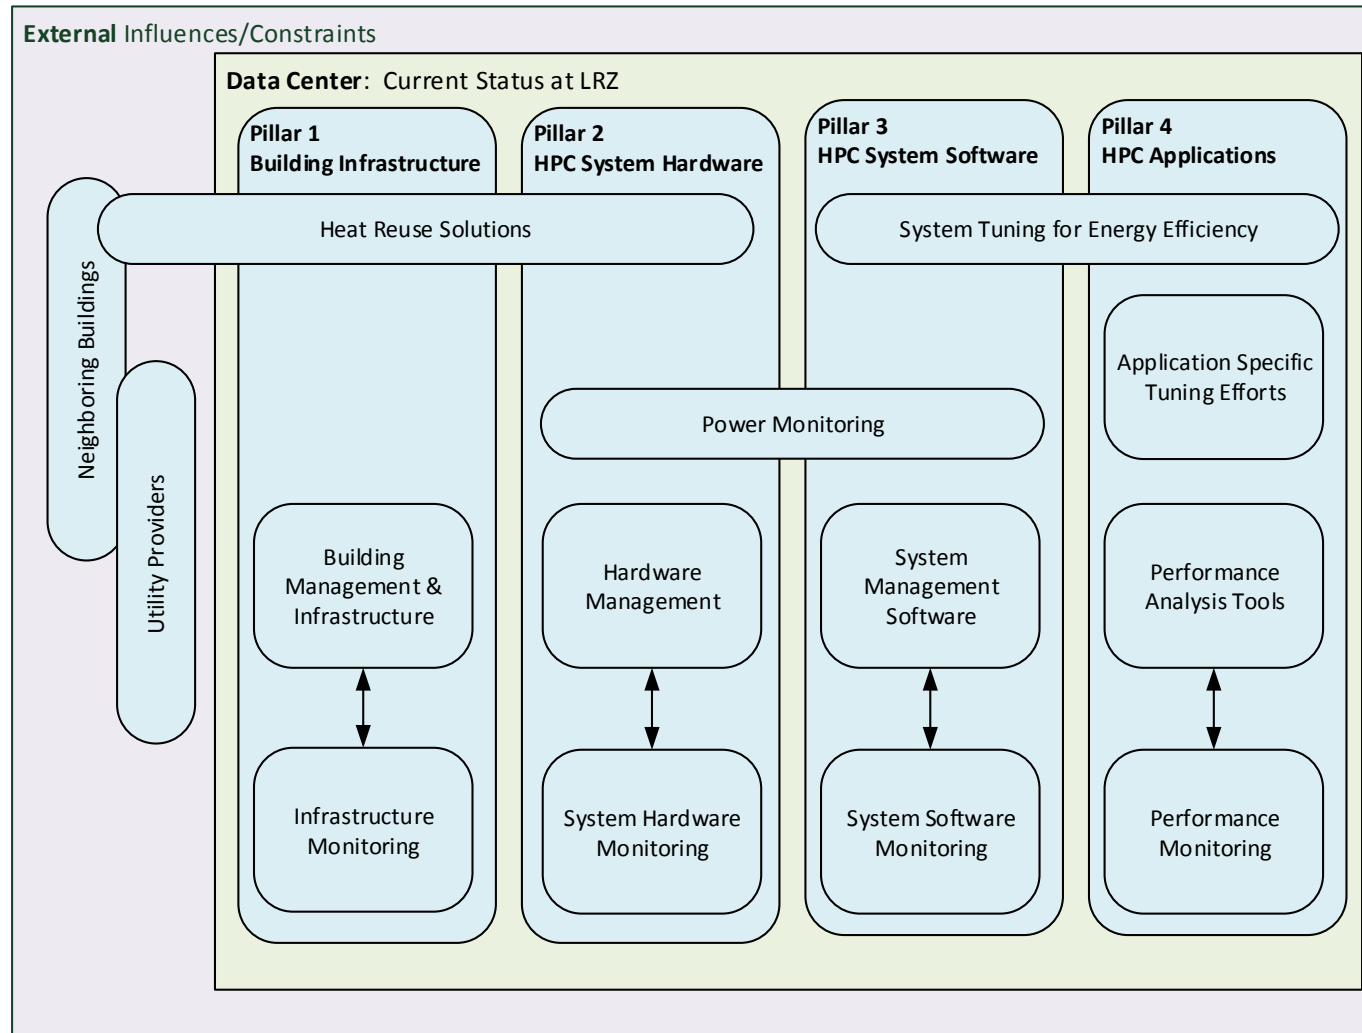 External Influences/Constraints
Data Center: Current Status at LRZ
Pillar 1
Building Infrastructure
Pillar 2
HPC System Hardware
Pillar 3
HPC System Software
Pillar 4
HPC Applications
Heat Reuse Solutions
System Tuning for Energy Efficiency
Neighboring Buildings
Application Specific
Tuning Efforts
Power Monitoring
Utility Providers
Building
Management &
Infrastructure
Hardware
Management
System
Management
Software
Performance
Analysis Tools
Infrastructure
Monitoring
System Hardware
Monitoring
System Software
Monitoring
Performance
Monitoring